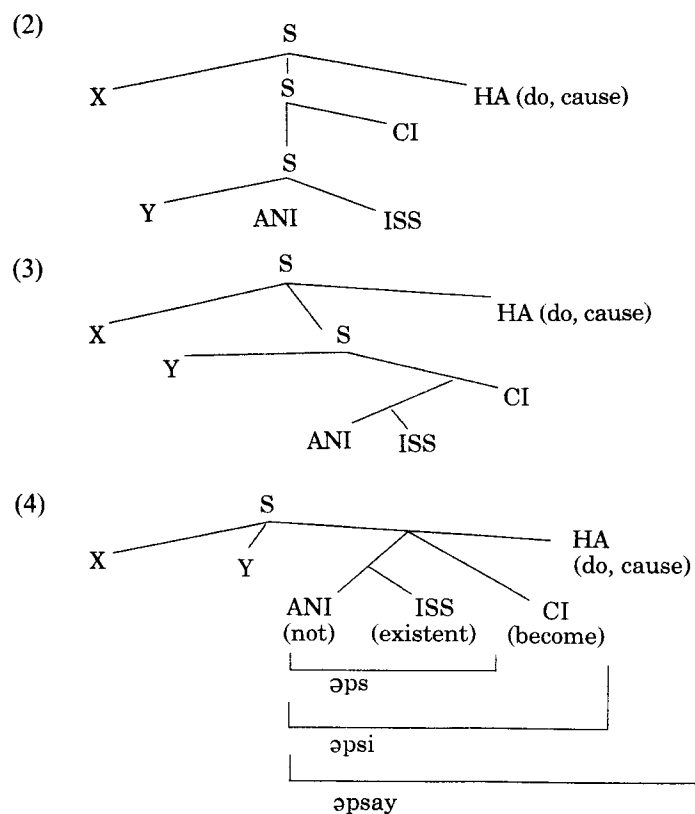 (2)
S
X S HA (do, cause)
CI
S
Y ANI ISS
(3)
S
X S HA (do, cause)
Y CI
ANI ISS
(4)
S
X Y HA
(do, cause)
ANI ISS CI
(not) (existent) (become)
əps
əpsi
əpsay